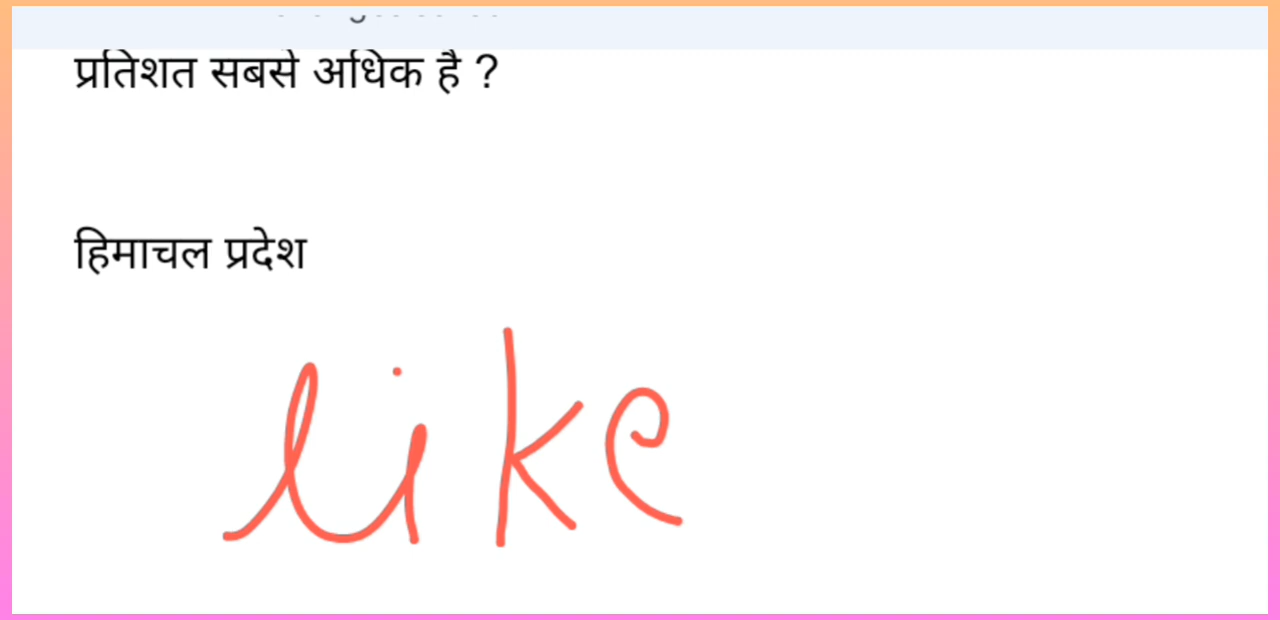 प्रतिशत सबसे अधिक है ?
हिमाचल प्रदेश
like